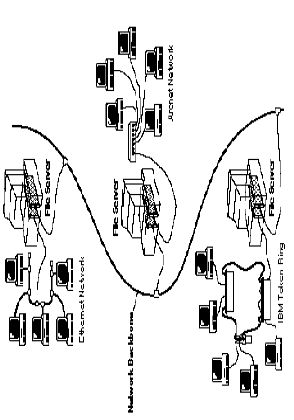 Arcnet Network
File Server
File Server
File Server
Ethernet Network
IBM Token Ring
Network Backbone